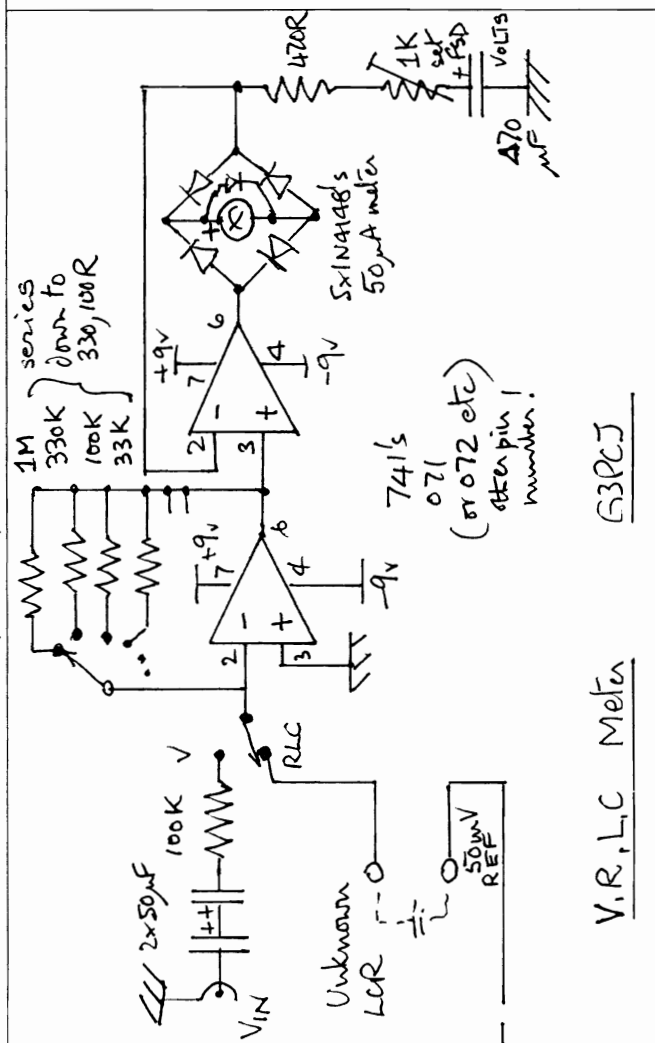 1M
330K
100K
33K
series
down to
330, 100R
+9v
7
2
−
+
3
6
4
-9v
+9v
7
2
−
+
3
6
4
-9v
5x1N4148's
50µA meter
+
X
470R
1K
set
FSD
+
VOLTS
470
µF
2x50µF
++
100K
V
VIN
RLC
Unknown
LCR
50mV
REF
741's
071
(or 072 etc)
other pin
number!
V.R.L.C Meter
G3PCJ